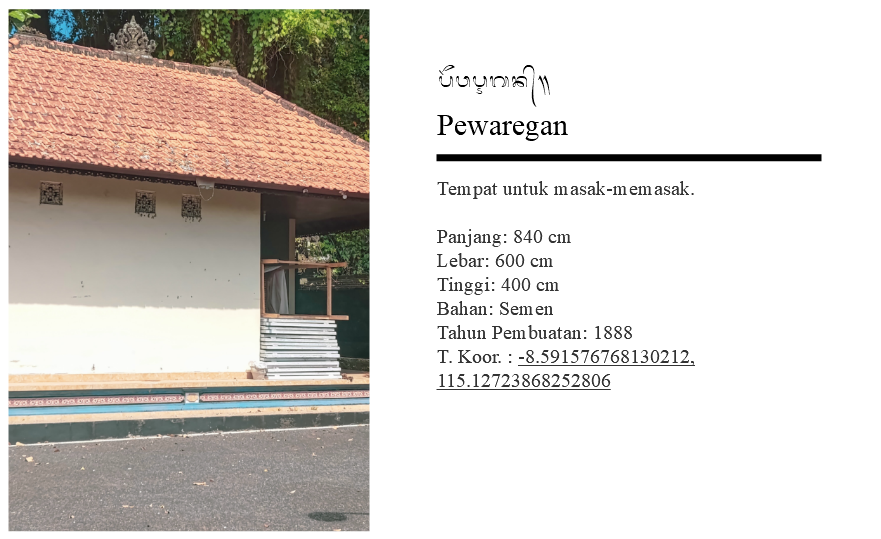 ᬧᭂᬯᬋᬕᬦ᭄᭟
Pewaregan
Tempat untuk masak-memasak.
Panjang: 840 cm
Lebar: 600 cm
Tinggi: 400 cm
Bahan: Semen
Tahun Pembuatan: 1888
T. Koor. : -8.591576768130212,
115.12723868252806